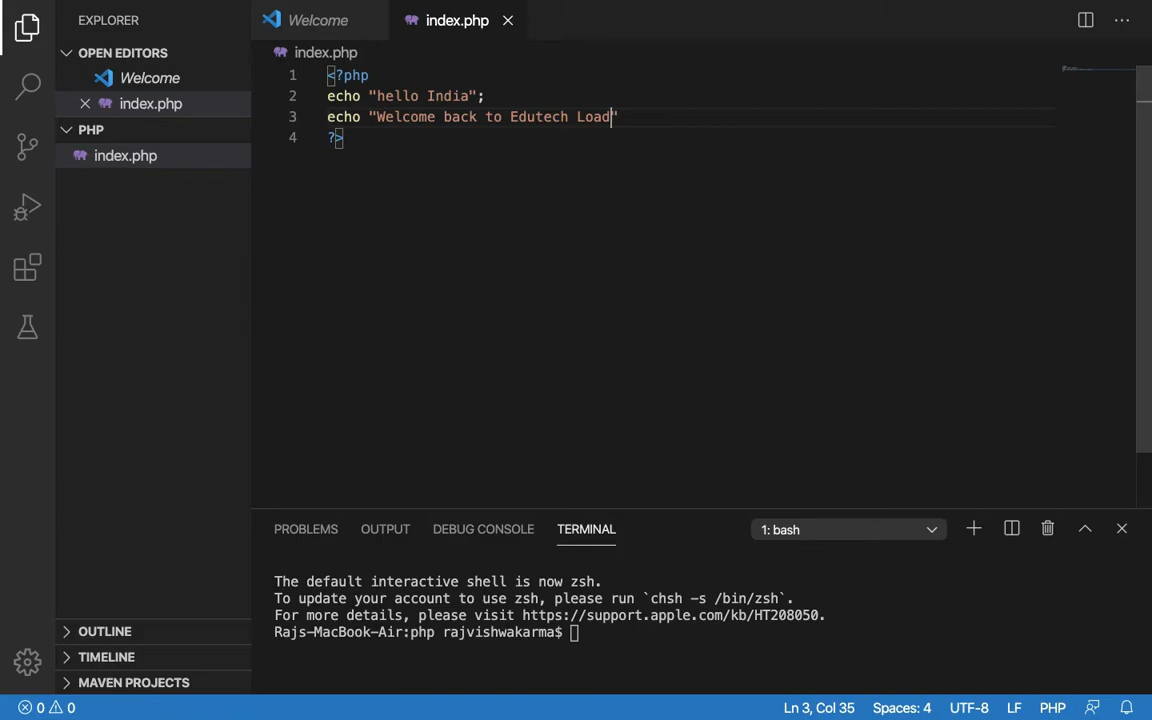 EXPLORER
OPEN EDITORS
Welcome
index.php
PHP
index.php
OUTLINE
TIMELINE
MAVEN PROJECTS
Welcome
index.php
index.php
1 <?php
2 echo "hello India";
3 echo "Welcome back to Edutech Load"
4 ?>
PROBLEMS OUTPUT DEBUG CONSOLE TERMINAL 1: bash
The default interactive shell is now zsh.
To update your account to use zsh, please run `chsh -s /bin/zsh`.
For more details, please visit https://support.apple.com/kb/HT208050.
Rajs-MacBook-Air:php rajvishwakarma$
0 0 Ln 3, Col 35 Spaces: 4 UTF-8 LF PHP